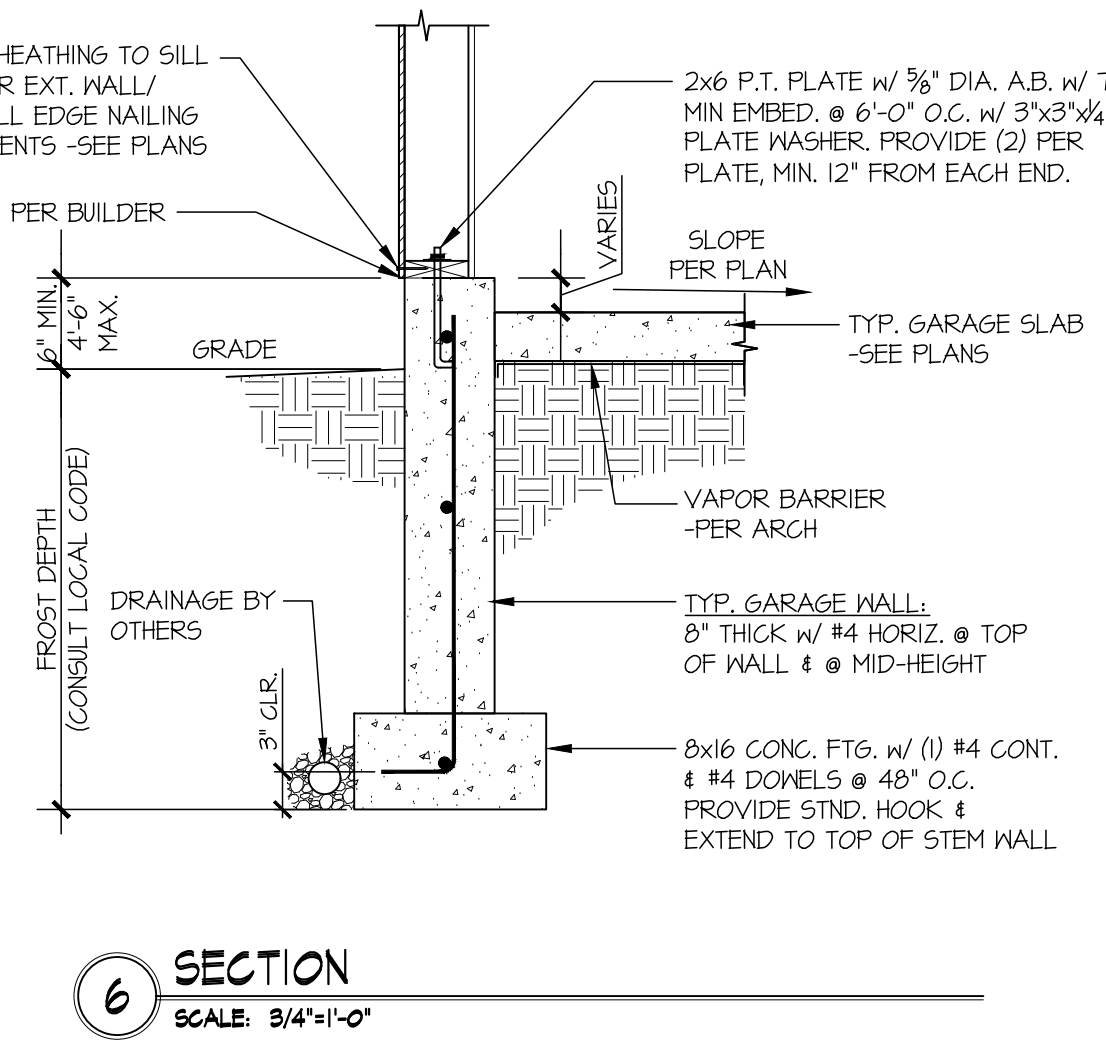 HEATHING TO SILL
R EXT. WALL/
LL EDGE NAILING
ENTS -SEE PLANS
PER BUILDER
2x6 P.T. PLATE w/ 5/8" DIA. A.B. w/ 7
MIN EMBED. @ 6'-0" O.C. w/ 3"x3"x1/4
PLATE WASHER. PROVIDE (2) PER
PLATE, MIN. 12" FROM EACH END.
VARIES
SLOPE
PER PLAN
6" MIN.
4'-6"
MAX.
GRADE
TYP. GARAGE SLAB
-SEE PLANS
VAPOR BARRIER
-PER ARCH
FROST DEPTH
(CONSULT LOCAL CODE)
DRAINAGE BY
OTHERS
TYP. GARAGE WALL:
8" THICK w/ #4 HORIZ. @ TOP
OF WALL & @ MID-HEIGHT
3" CLR.
8x16 CONC. FTG. w/ (1) #4 CONT.
& #4 DOWELS @ 48" O.C.
PROVIDE STND. HOOK &
EXTEND TO TOP OF STEM WALL
6
SECTION
SCALE: 3/4"=1'-0"